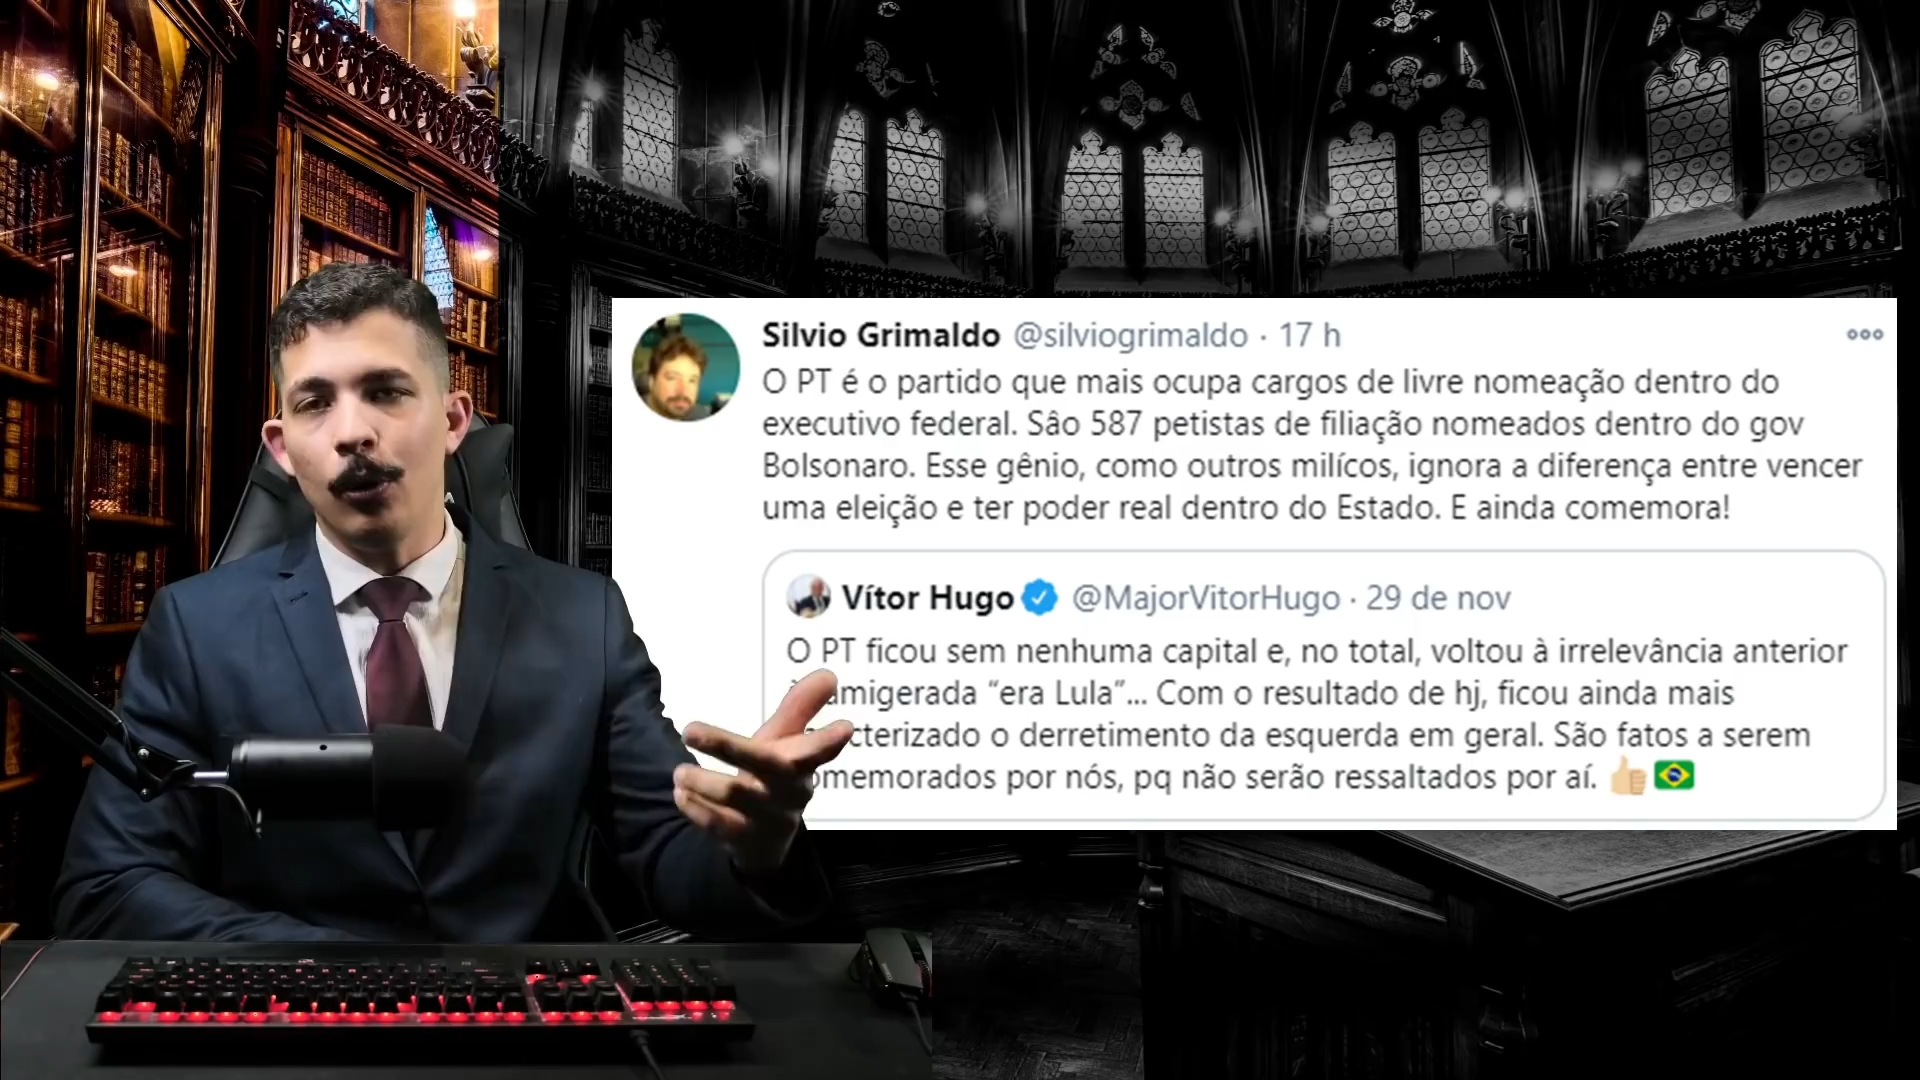 Silvio Grimaldo @silviogrimaldo · 17 h
O PT é o partido que mais ocupa cargos de livre nomeação dentro do
executivo federal. Sâo 587 petistas de filiação nomeados dentro do gov
Bolsonaro. Esse gênio, como outros milícos, ignora a diferença entre vencer
uma eleição e ter poder real dentro do Estado. E ainda comemora!
Vítor Hugo @MajorVitorHugo · 29 de nov
O PT ficou sem nenhuma capital e, no total, voltou à irrelevância anterior
“era Lula”... Com o resultado de hj, ficou ainda mais
o derretimento da esquerda em geral. São fatos a serem
por nós, pq não serão ressaltados por aí. 👍🏼🇧🇷